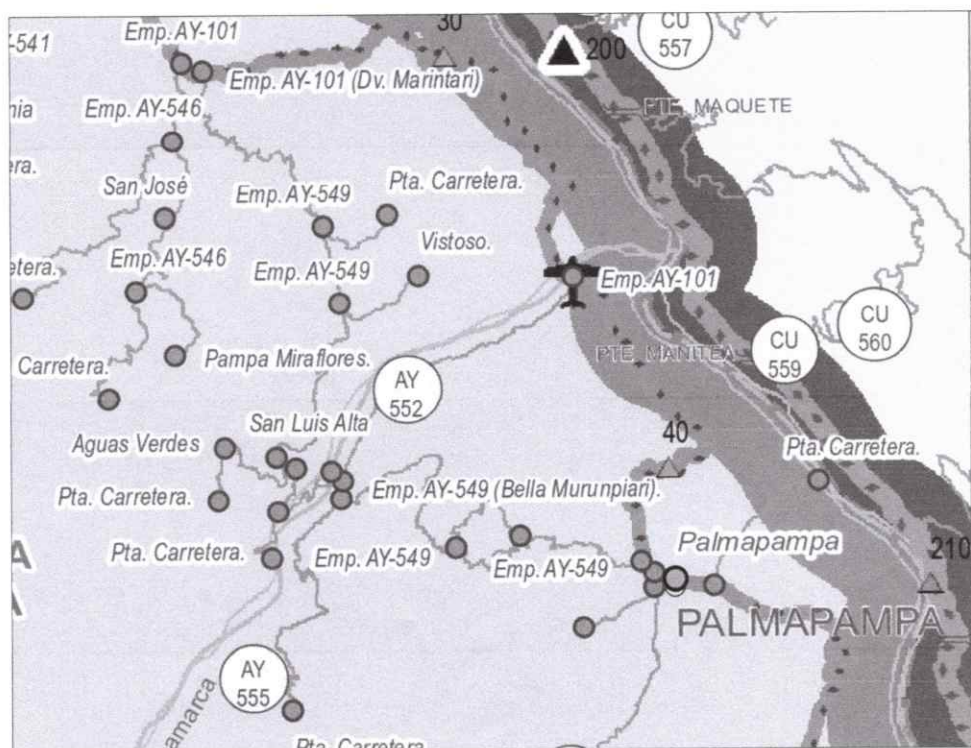 30
CU
557
Emp. AY-101
-541
200
Emp. AY-101 (Dv. Marintari)
PTE. MAQUETE
Emp. AY-546
San José
Emp. AY-549
Pta. Carretera.
Vistoso.
Emp. AY-546
Emp. AY-549
Emp. AY-101
CU
560
CU
559
PTE. MANITEA
Carretera.
Pampa Miraflores.
AY
552
San Luis Alta
40
Aguas Verdes
Pta. Carretera.
Pta. Carretera.
Emp. AY-549 (Bella Murunpiari).
Pta. Carretera.
Emp. AY-549
Emp. AY-549
Palmapampa
210
PALMAPAMPA
AY
555
amarca
Pta. Carretera